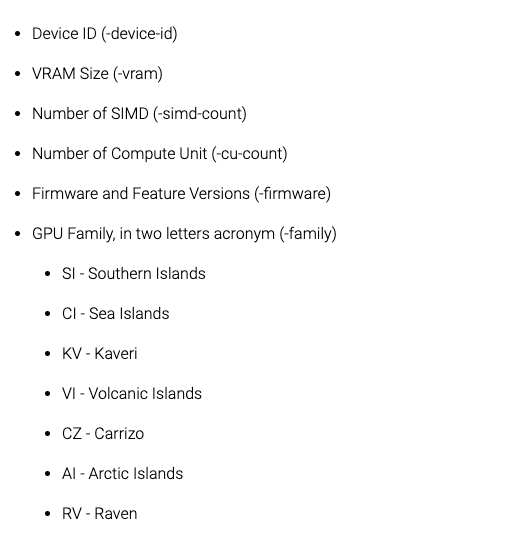 Device ID (-device-id)
VRAM Size (-vram)
Number of SIMD (-simd-count)
Number of Compute Unit (-cu-count)
Firmware and Feature Versions (-firmware)
GPU Family, in two letters acronym (-family)
SI - Southern Islands
CI - Sea Islands
KV - Kaveri
VI - Volcanic Islands
CZ - Carrizo
AI - Arctic Islands
RV - Raven